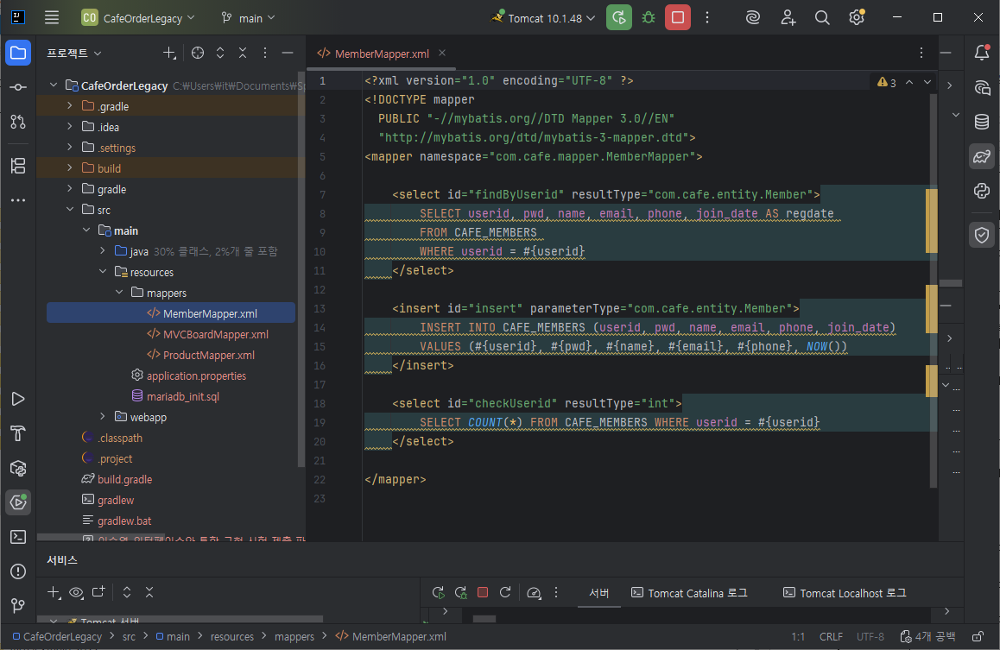 CO CafeOrderLegacy main Tomcat 10.1.48
프로젝트
MemberMapper.xml
CafeOrderLegacy C:\Users\it\Documents\Sp
.gradle
.idea
.settings
build
gradle
src
main
java 30% 클래스, 2%개 줄 포함
resources
mappers
MemberMapper.xml
MVCBoardMapper.xml
ProductMapper.xml
application.properties
mariadb_init.sql
webapp
.classpath
.project
build.gradle
gradlew
gradlew.bat
3
1 <?xml version="1.0" encoding="UTF-8" ?>
2 <!DOCTYPE mapper
3 PUBLIC "-//mybatis.org//DTD Mapper 3.0//EN"
4 "http://mybatis.org/dtd/mybatis-3-mapper.dtd">
5 <mapper namespace="com.cafe.mapper.MemberMapper">
6
7 <select id="findByUserid" resultType="com.cafe.entity.Member">
8 SELECT userid, pwd, name, email, phone, join_date AS regdate
9 FROM CAFE_MEMBERS
10 WHERE userid = #{userid}
11 </select>
12
13 <insert id="insert" parameterType="com.cafe.entity.Member">
14 INSERT INTO CAFE_MEMBERS (userid, pwd, name, email, phone, join_date)
15 VALUES (#{userid}, #{pwd}, #{name}, #{email}, #{phone}, NOW())
16 </insert>
17
18 <select id="checkUserid" resultType="int">
19 SELECT COUNT(*) FROM CAFE_MEMBERS WHERE userid = #{userid}
20 </select>
21
22 </mapper>
23
서비스
서버 Tomcat Catalina 로그 Tomcat Localhost 로그
Tomcat 서버
CafeOrderLegacy > src > main > resources > mappers > MemberMapper.xml 1:1 CRLF UTF-8 4개 공백